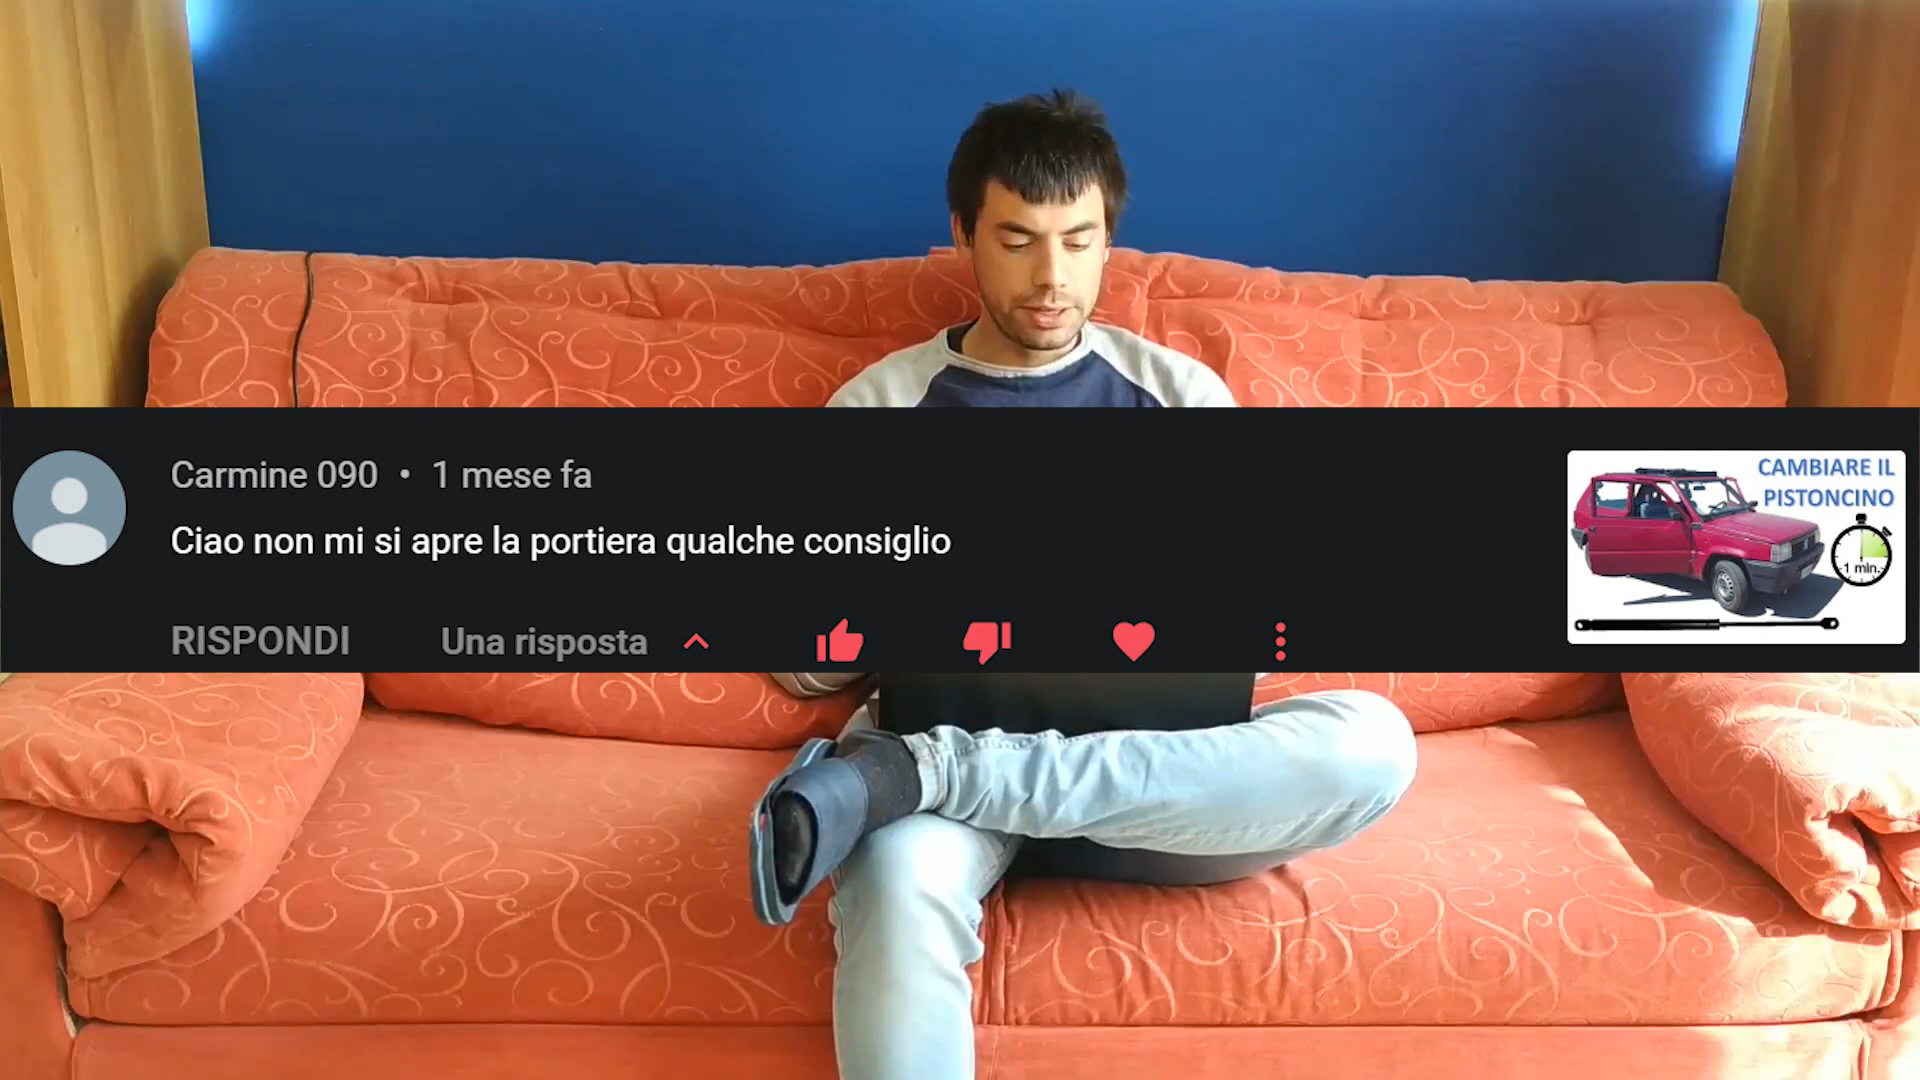 Carmine 090 • 1 mese fa
Ciao non mi si apre la portiera qualche consiglio
RISPONDI Una risposta
CAMBIARE IL
PISTONCINO
1 min.